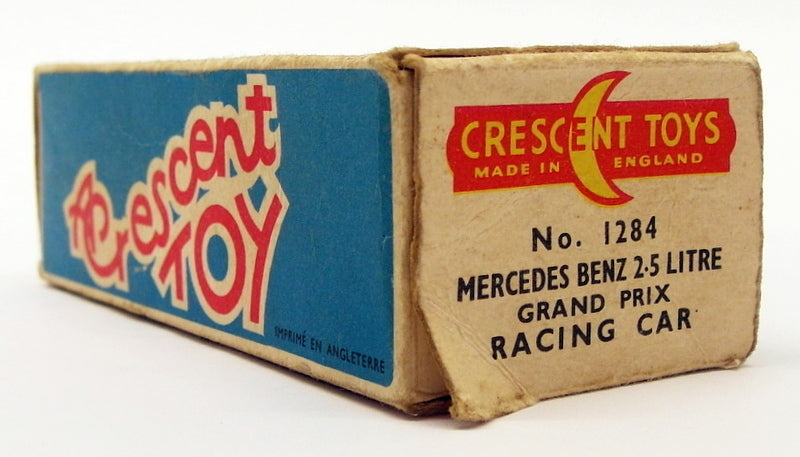 A Crescent
TOY
IMPRIMÉ EN ANGLETERRE
CRESCENT TOYS
MADE IN ENGLAND
No. 1284
MERCEDES BENZ 2·5 LITRE
GRAND PRIX
RACING CAR